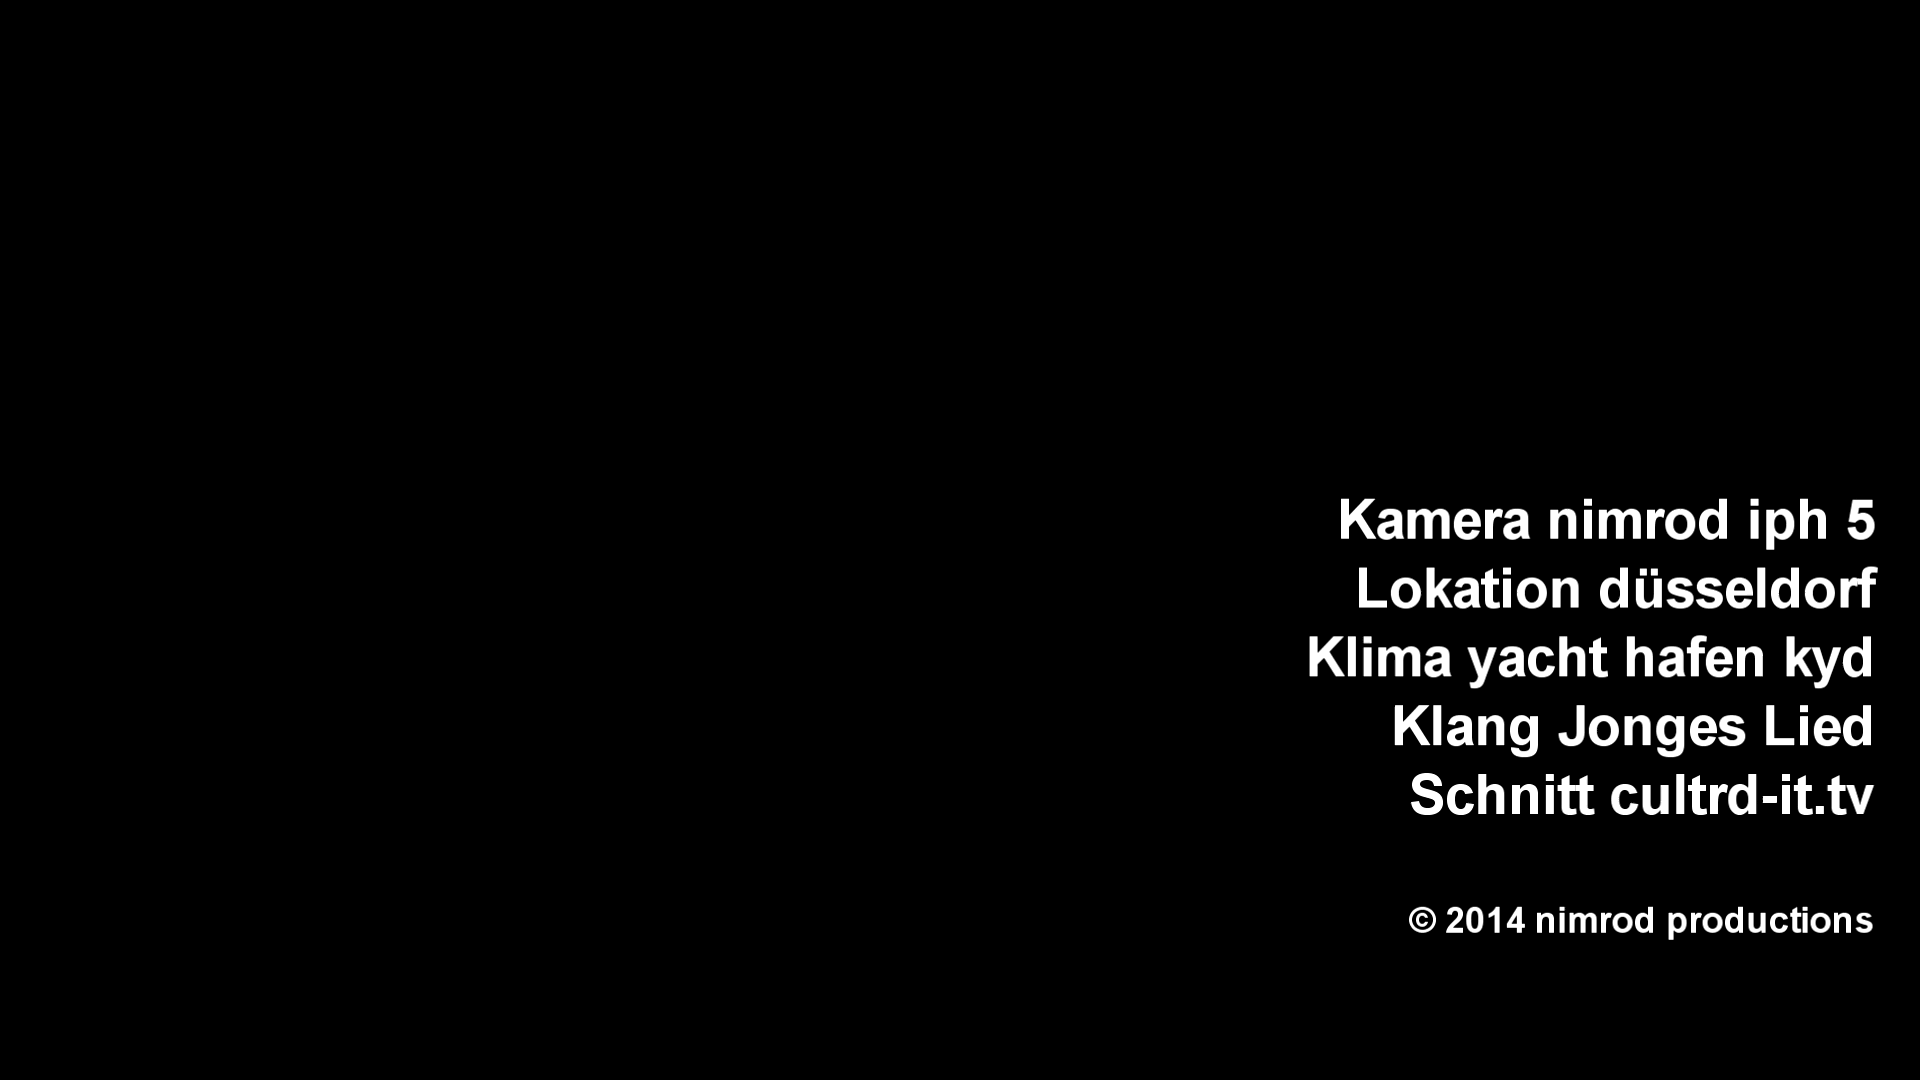 Kamera nimrod iph 5
Lokation düsseldorf
Klima yacht hafen kyd
Klang Jonges Lied
Schnitt cultrd-it.tv
© 2014 nimrod productions